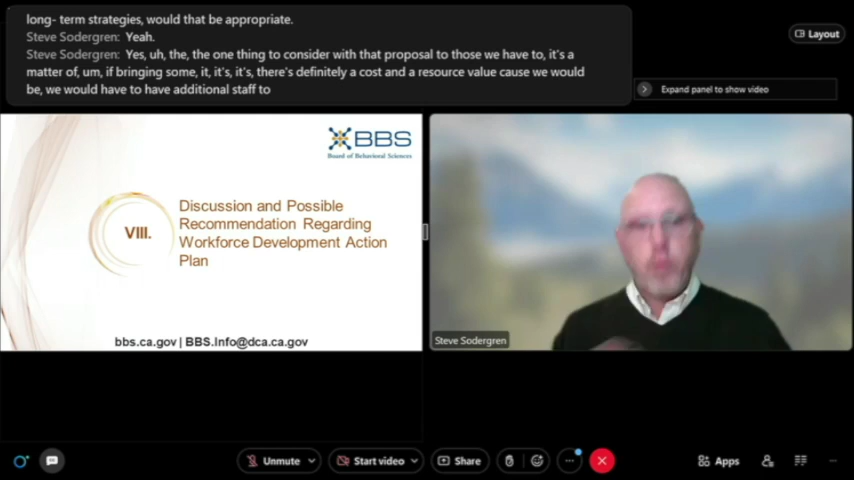 long- term strategies, would that be appropriate.
Steve Sodergren: Yeah.
Steve Sodergren: Yes, uh, the, the one thing to consider with that proposal to those we have to, it's a
matter of, um, if bringing some, it, it's, it's, there's definitely a cost and a resource value cause we would
be, we would have to have additional staff to
Layout
Expand panel to show video
BBS
Board of Behavioral Sciences
VIII.
Discussion and Possible
Recommendation Regarding
Workforce Development Action
Plan
bbs.ca.gov | BBS.Info@dca.ca.gov
Steve Sodergren
Unmute
Start video
Share
Apps